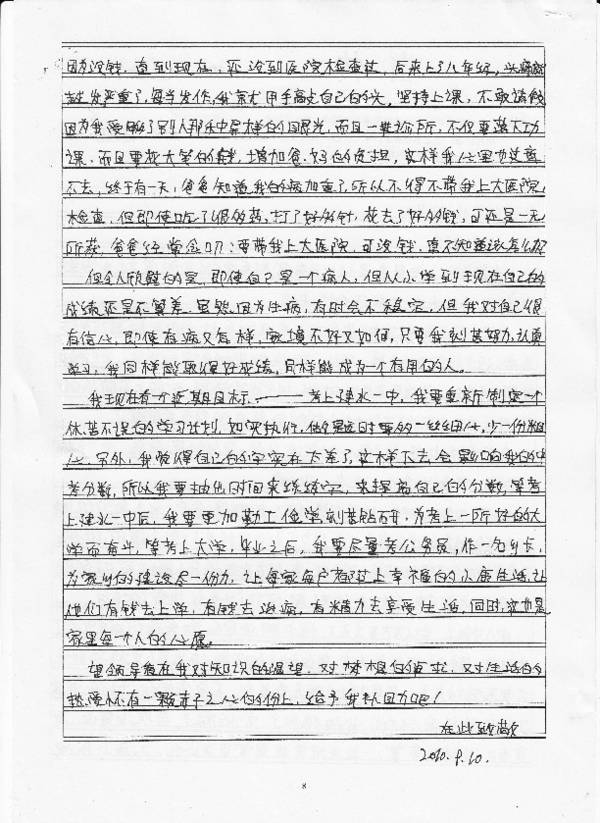 因为没钱，直到现在，还没到医院检查过，后来上了八年级，头痛
越发严重了，每当发作，我就用手高起自己的头，坚持上课，不敢请假
因为我受够了别人那种异样的目光，而且一进诊所，不但要落下功
课，而且要花大笔的钱，增加爸、妈的负担，这样我心里边过意
不去，终于有一天，爸爸知道我的病加重了，所以不得不带我上大医院
检查，但即使吃了很多药，打了好多针，花去了好多钱，可还是一无
所获，爸爸经常念叨：要带我上大医院，可没钱，真不知道该怎么办
但令人欣慰的是，即使自己是一个病人，但从小学到现在自己的
成绩还是不算差，虽然因为生病，有时会不稳定，但我对自己很
有信心，即使有病又怎样，家境不好又如何，只要我刻苦努力，认真
学习，我同样能取得好成绩，同样能成为一个有用的人。
我现在有个近期目标————考上建水一中，我要重新制定一个
休息不误的学习计划，如实执行，做题时要多一丝细心，少一份粗
心，另外，我觉得自己的字实在太差了，这样下去会影响我的中
考分数，所以我要抽些时间来练练字，来提高自己的分数，等考
上建水一中后，我要更加勤工俭学，刻苦钻研，为考上一所好的大
学而奋斗，等考上大学，毕业之后，我要尽量考公务员，作一名乡长，
为家乡的建设尽一份力，让每家每户都过上幸福的小康生活，让
他们有钱去上学，有钱去治病，有精力去享受生活，同时，这也是
家里每个人的心愿。
望领导能在我对知识的渴望，对梦想的追求，又对生活的
热爱怀有一颗赤子之心的份上，给予我救助吧！
在此致敬
2010.9.10.
8